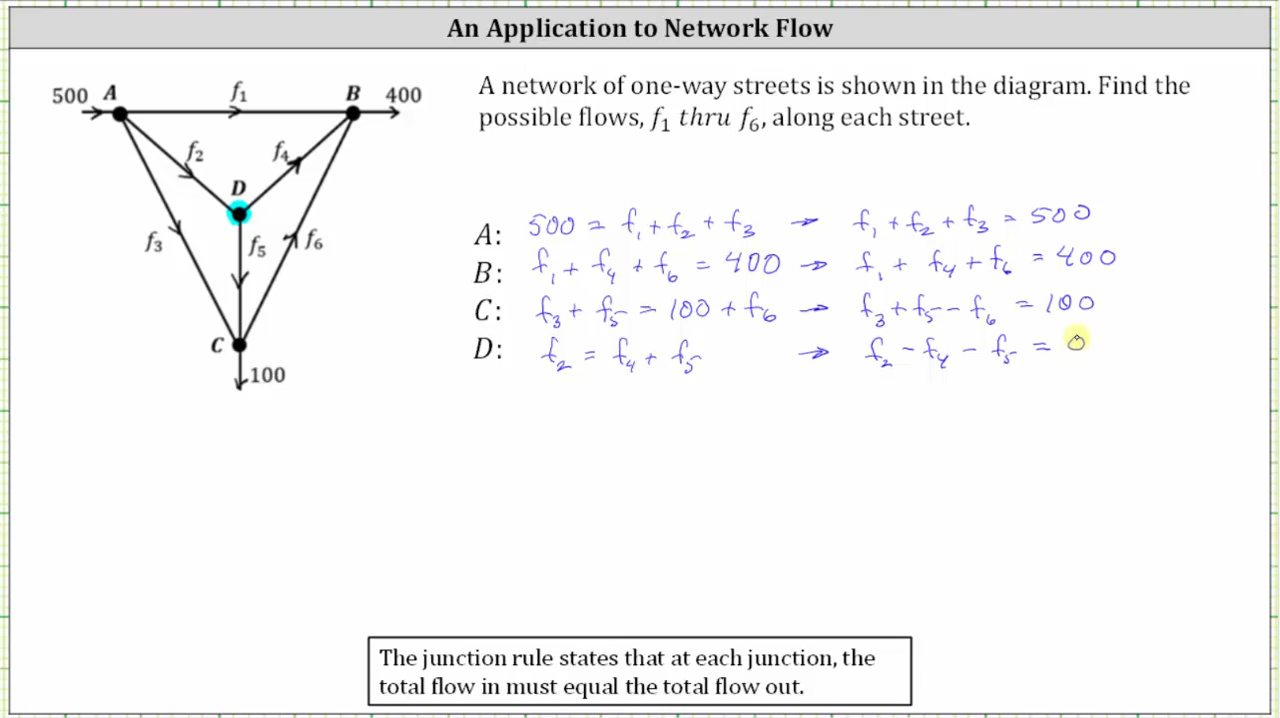 An Application to Network Flow
500 A f₁ B 400
f₂ f₄
D
f₃ f₅ f₆
C
100
A network of one-way streets is shown in the diagram. Find the
possible flows, f₁ thru f₆, along each street.
A: 500 = f₁ + f₂ + f₃ → f₁ + f₂ + f₃ = 500
B: f₁ + f₄ + f₆ = 400 → f₁ + f₄ + f₆ = 400
C: f₃ + f₅ = 100 + f₆ → f₃ + f₅ - f₆ = 100
D: f₂ = f₄ + f₅ → f₂ - f₄ - f₅ = 0
The junction rule states that at each junction, the
total flow in must equal the total flow out.